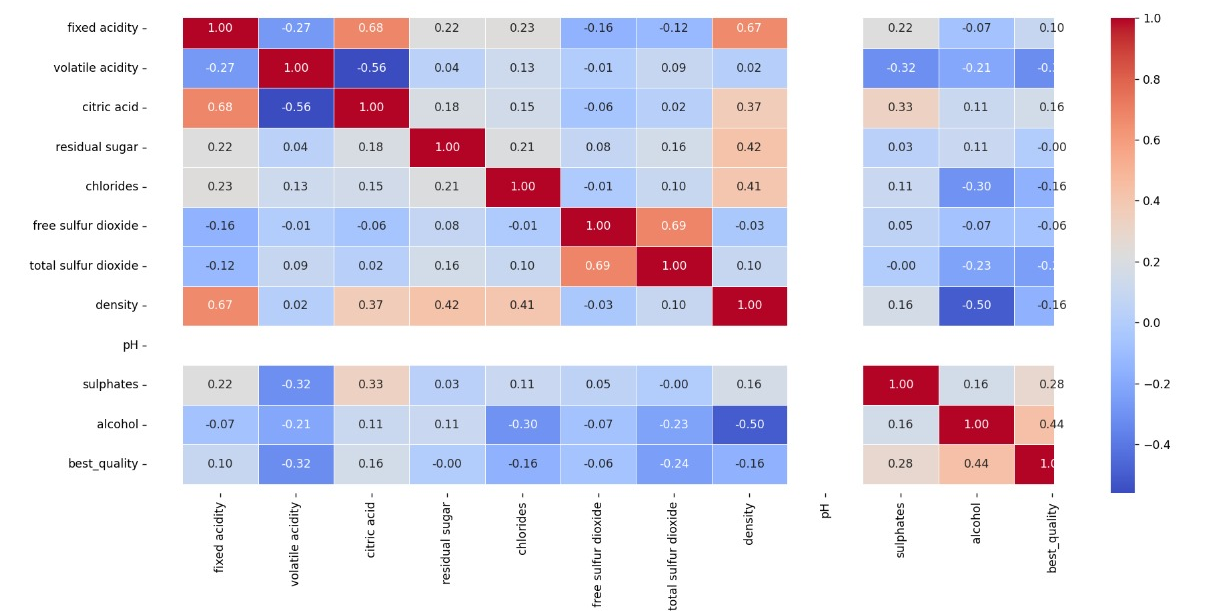 fixed acidity 1.00 -0.27 0.68 0.22 0.23 -0.16 -0.12 0.67 0.22 -0.07 0.10
volatile acidity -0.27 1.00 -0.56 0.04 0.13 -0.01 0.09 0.02 -0.32 -0.21
citric acid 0.68 -0.56 1.00 0.18 0.15 -0.06 0.02 0.37 0.33 0.11 0.16
residual sugar 0.22 0.04 0.18 1.00 0.21 0.08 0.16 0.42 0.03 0.11 -0.00
chlorides 0.23 0.13 0.15 0.21 1.00 -0.01 0.10 0.41 0.11 -0.30 -0.16
free sulfur dioxide -0.16 -0.01 -0.06 0.08 -0.01 1.00 0.69 -0.03 0.05 -0.07 -0.06
total sulfur dioxide -0.12 0.09 0.02 0.16 0.10 0.69 1.00 0.10 -0.00 -0.23
density 0.67 0.02 0.37 0.42 0.41 -0.03 0.10 1.00 0.16 -0.50 -0.16
pH
sulphates 0.22 -0.32 0.33 0.03 0.11 0.05 -0.00 0.16 1.00 0.16 0.28
alcohol -0.07 -0.21 0.11 0.11 -0.30 -0.07 -0.23 -0.50 0.16 1.00 0.44
best_quality 0.10 -0.32 0.16 -0.00 -0.16 -0.06 -0.24 -0.16 0.28 0.44 1.0
fixed acidity
volatile acidity
citric acid
residual sugar
chlorides
free sulfur dioxide
total sulfur dioxide
density
pH
sulphates
alcohol
best_quality
1.0
0.8
0.6
0.4
0.2
0.0
−0.2
−0.4